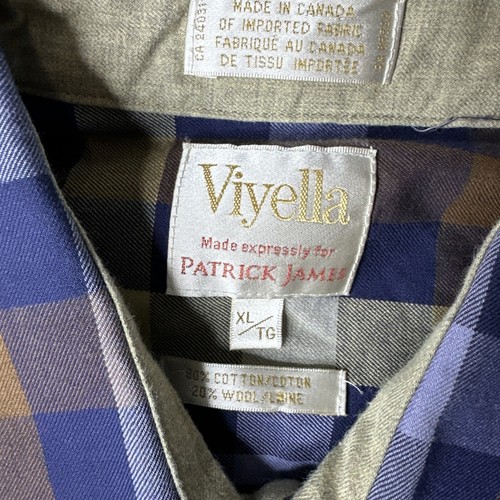 MADE IN CANADA
OF IMPORTED FABRIC
FABRIQUÉ AU CANADA
DE TISSU IMPORTÉE
Viyella
Made expressly for
PATRICK JAMES
XL/
TG
80% COTTON/COTON
20% WOOL/LAINE